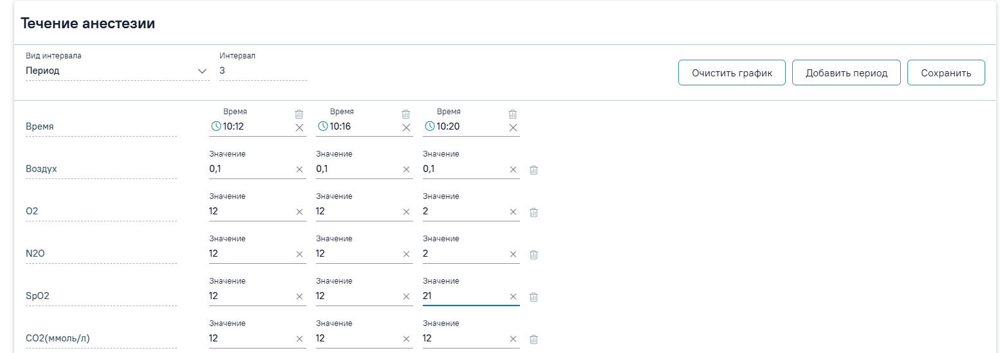 Течение анестезии
Вид интервала Интервал
Период 3 Очистить график Добавить период Сохранить
Время Время Время
Время 10:12 10:16 10:20
Значение Значение Значение
Воздух 0,1 0,1 0,1
Значение Значение Значение
O2 12 12 2
Значение Значение Значение
N2O 12 12 2
Значение Значение Значение
SpO2 12 12 21
Значение Значение Значение
CO2(ммоль/л) 12 12 12